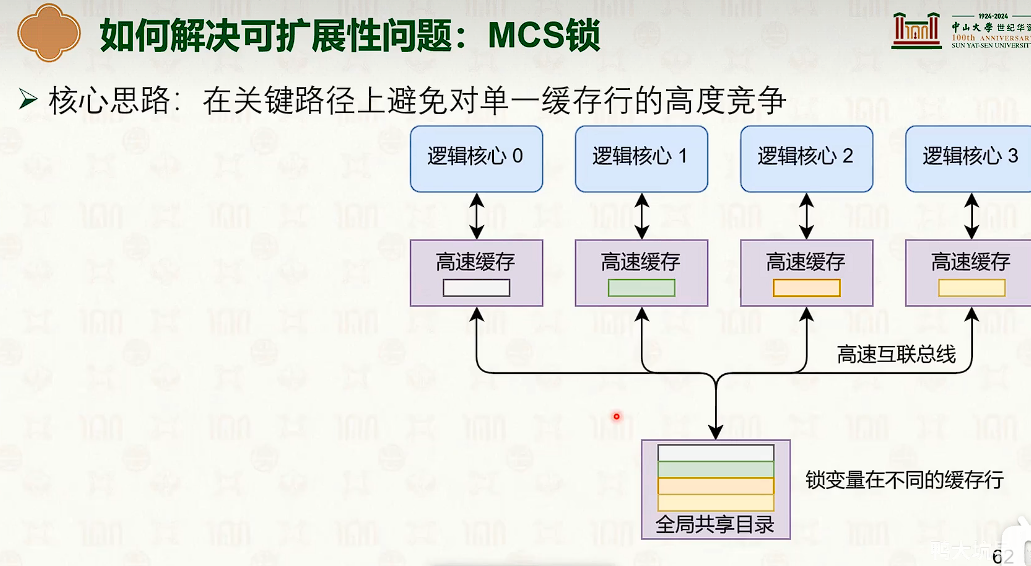 如何解决可扩展性问题：MCS锁
1924-2024
中山大学 世纪华
100th ANNIVERSAR
SUN YAT-SEN UNIVERSIT
核心思路：在关键路径上避免对单一缓存行的高度竞争
逻辑核心 0 逻辑核心 1 逻辑核心 2 逻辑核心 3
高速缓存 高速缓存 高速缓存 高速缓存
高速互联总线
锁变量在不同的缓存行
全局共享目录
62